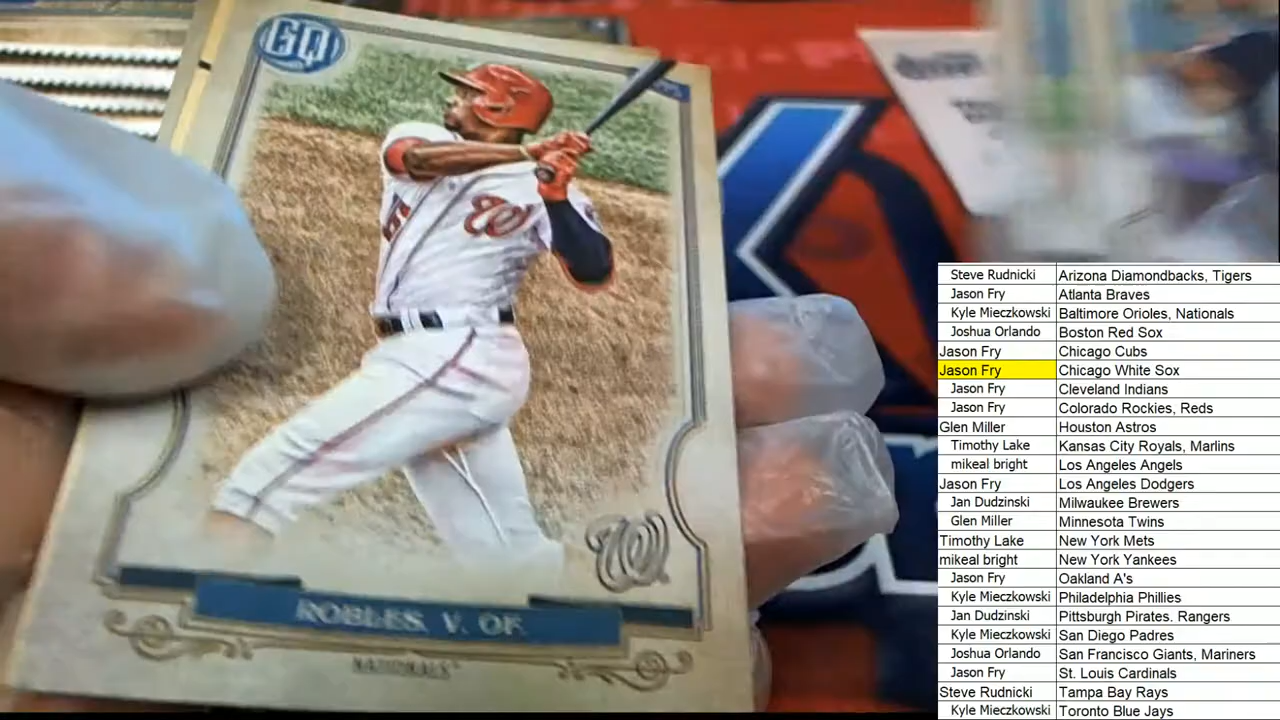 GQ
W
ROBLES, V. OF.
NATIONALS
Steve Rudnicki Arizona Diamondbacks, Tigers
Jason Fry Atlanta Braves
Kyle Mieczkowski Baltimore Orioles, Nationals
Joshua Orlando Boston Red Sox
Jason Fry Chicago Cubs
Jason Fry Chicago White Sox
Jason Fry Cleveland Indians
Jason Fry Colorado Rockies, Reds
Glen Miller Houston Astros
Timothy Lake Kansas City Royals, Marlins
mikeal bright Los Angeles Angels
Jason Fry Los Angeles Dodgers
Jan Dudzinski Milwaukee Brewers
Glen Miller Minnesota Twins
Timothy Lake New York Mets
mikeal bright New York Yankees
Jason Fry Oakland A's
Kyle Mieczkowski Philadelphia Phillies
Jan Dudzinski Pittsburgh Pirates. Rangers
Kyle Mieczkowski San Diego Padres
Joshua Orlando San Francisco Giants, Mariners
Jason Fry St. Louis Cardinals
Steve Rudnicki Tampa Bay Rays
Kyle Mieczkowski Toronto Blue Jays